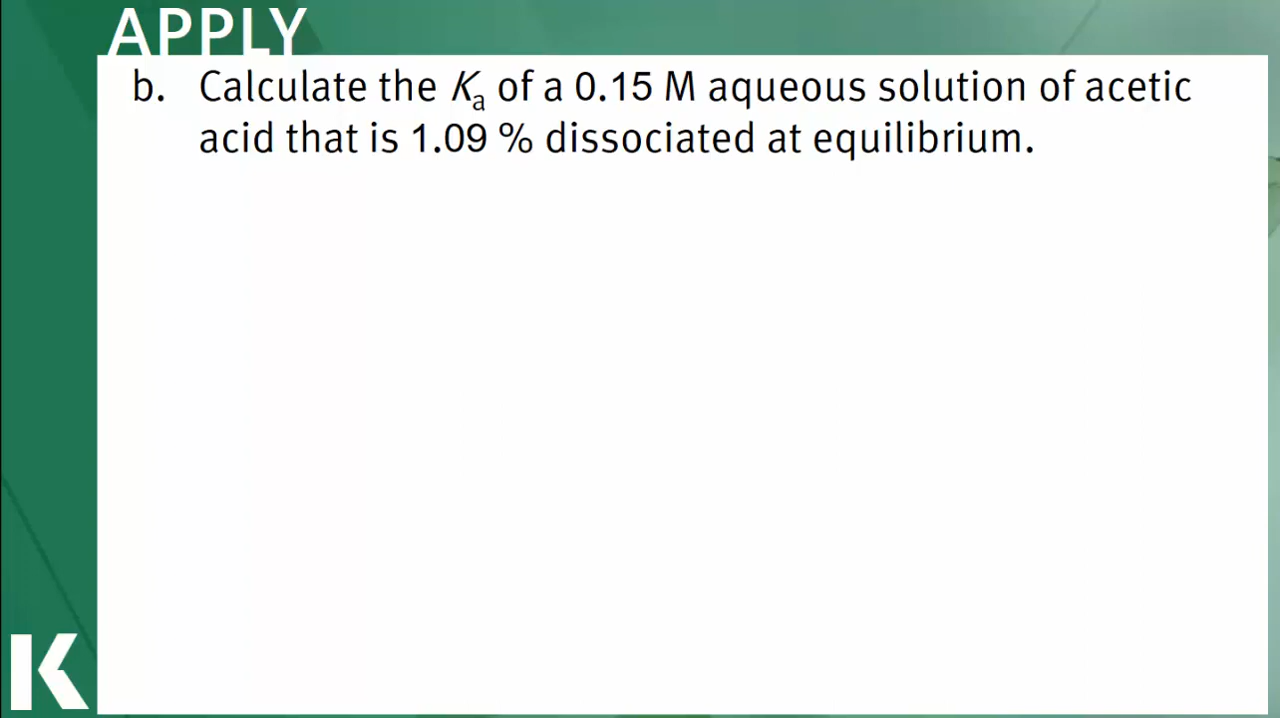 APPLY
b. Calculate the Ka of a 0.15 M aqueous solution of acetic
acid that is 1.09 % dissociated at equilibrium.
K